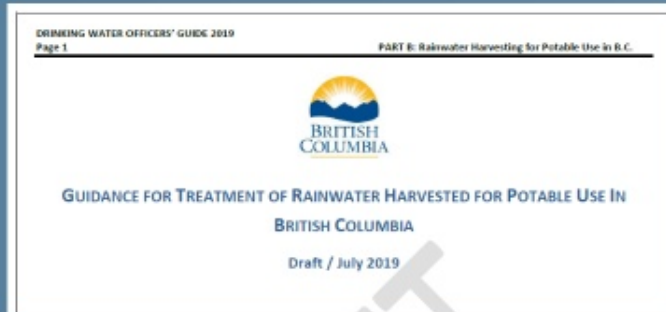 DRINKING WATER OFFICERS' GUIDE 2019
Page 1 PART B: Rainwater Harvesting for Potable Use in B.C.
BRITISH
COLUMBIA
GUIDANCE FOR TREATMENT OF RAINWATER HARVESTED FOR POTABLE USE IN
BRITISH COLUMBIA
Draft / July 2019